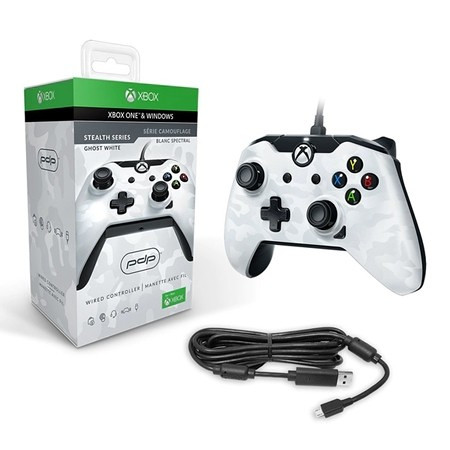 XBOX
XBOX ONE & WINDOWS
STEALTH SERIES
SÉRIE CAMOUFLAGE
GHOST WHITE
BLANC SPECTRAL
pdp
pdp
WIRED CONTROLLER | MANETTE AVEC FIL
XBOX
Y
X
B
A